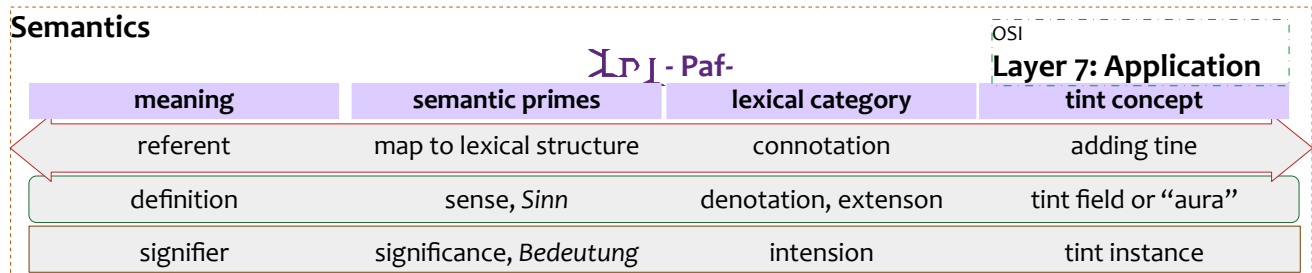 Semantics
OSI
- Paf-
Layer 7: Application
meaning semantic primes lexical category tint concept
referent map to lexical structure connotation adding tine
definition sense, Sinn denotation, extenson tint field or “aura”
signifier significance, Bedeutung intension tint instance